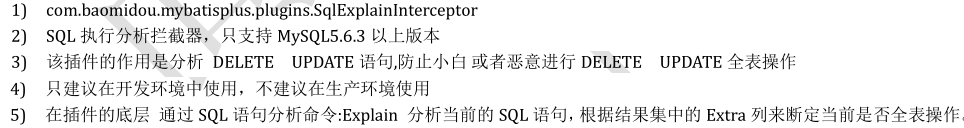 1) com.baomidou.mybatisplus.plugins.SqlExplainInterceptor
2) SQL 执行分析拦截器，只支持 MySQL5.6.3 以上版本
3) 该插件的作用是分析 DELETE UPDATE 语句,防止小白 或者恶意进行 DELETE UPDATE 全表操作
4) 只建议在开发环境中使用，不建议在生产环境使用
5) 在插件的底层 通过 SQL 语句分析命令:Explain 分析当前的 SQL 语句，根据结果集中的 Extra 列来断定当前是否全表操作。